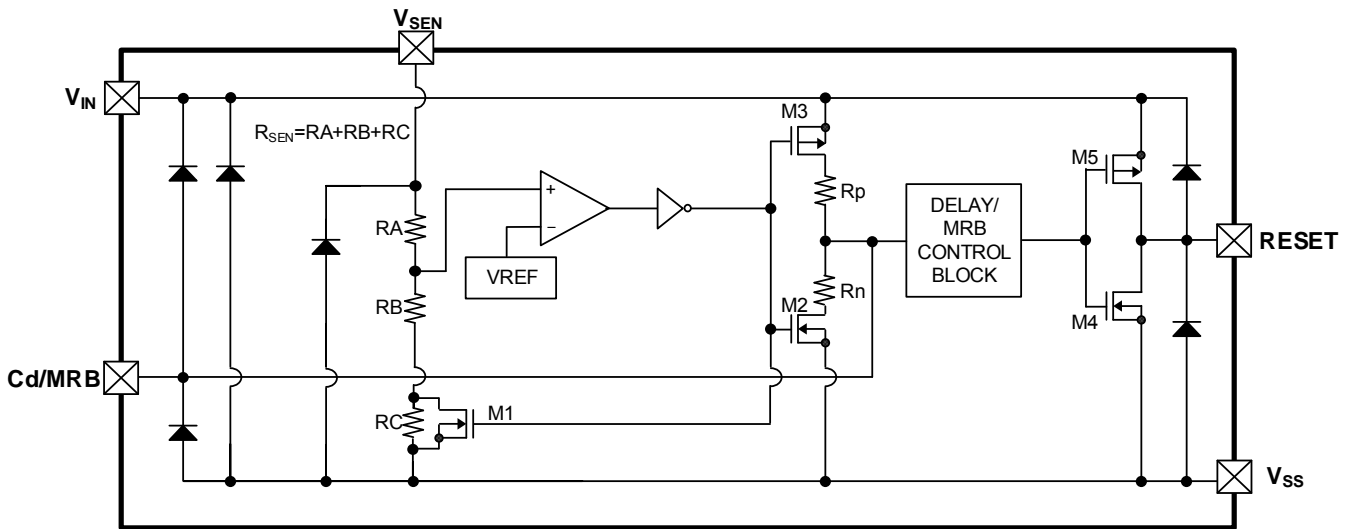 VSEN
VIN
M3
RSEN=RA+RB+RC
M5
+
Rp
RA
−
DELAY/
MRB
CONTROL
BLOCK
RESET
VREF
Rn
RB
M2
M4
Cd/MRB
RC
M1
VSS